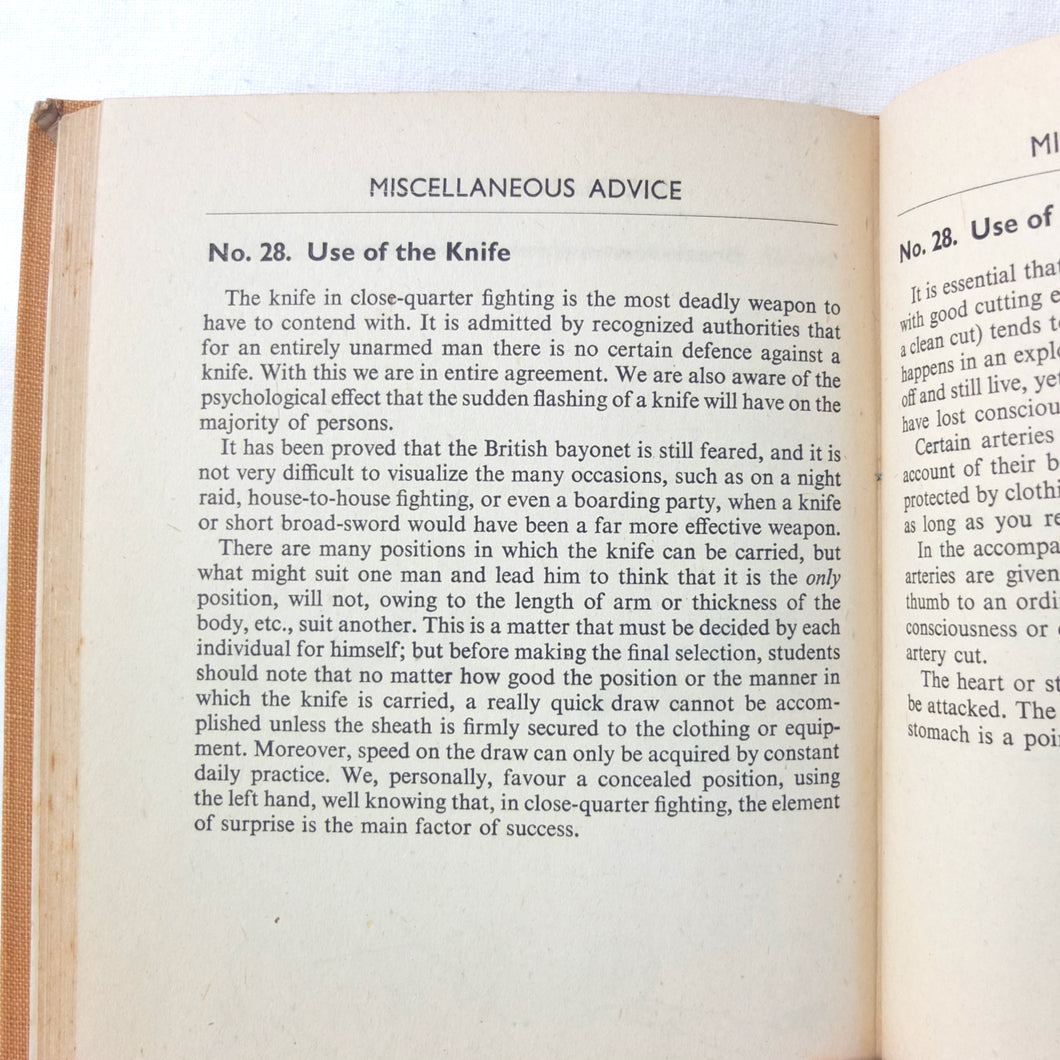 MISCELLANEOUS ADVICE
No. 28. Use of the Knife
The knife in close-quarter fighting is the most deadly weapon to
have to contend with. It is admitted by recognized authorities that
for an entirely unarmed man there is no certain defence against a
knife. With this we are in entire agreement. We are also aware of the
psychological effect that the sudden flashing of a knife will have on the
majority of persons.
It has been proved that the British bayonet is still feared, and it is
not very difficult to visualize the many occasions, such as on a night
raid, house-to-house fighting, or even a boarding party, when a knife
or short broad-sword would have been a far more effective weapon.
There are many positions in which the knife can be carried, but
what might suit one man and lead him to think that it is the only
position, will not, owing to the length of arm or thickness of the
body, etc., suit another. This is a matter that must be decided by each
individual for himself; but before making the final selection, students
should note that no matter how good the position or the manner in
which the knife is carried, a really quick draw cannot be accom-
plished unless the sheath is firmly secured to the clothing or equip-
ment. Moreover, speed on the draw can only be acquired by constant
daily practice. We, personally, favour a concealed position, using
the left hand, well knowing that, in close-quarter fighting, the element
of surprise is the main factor of success.
No. 28. Use of
It is essential that
with good cutting
a clean cut) tends
happens in an
off and still live,
have lost
Certain arteries
account of their
protected by
as long as you
In the
arteries are given
thumb to an
consciousness or
artery cut.
The heart or
be attacked. The
stomach is a